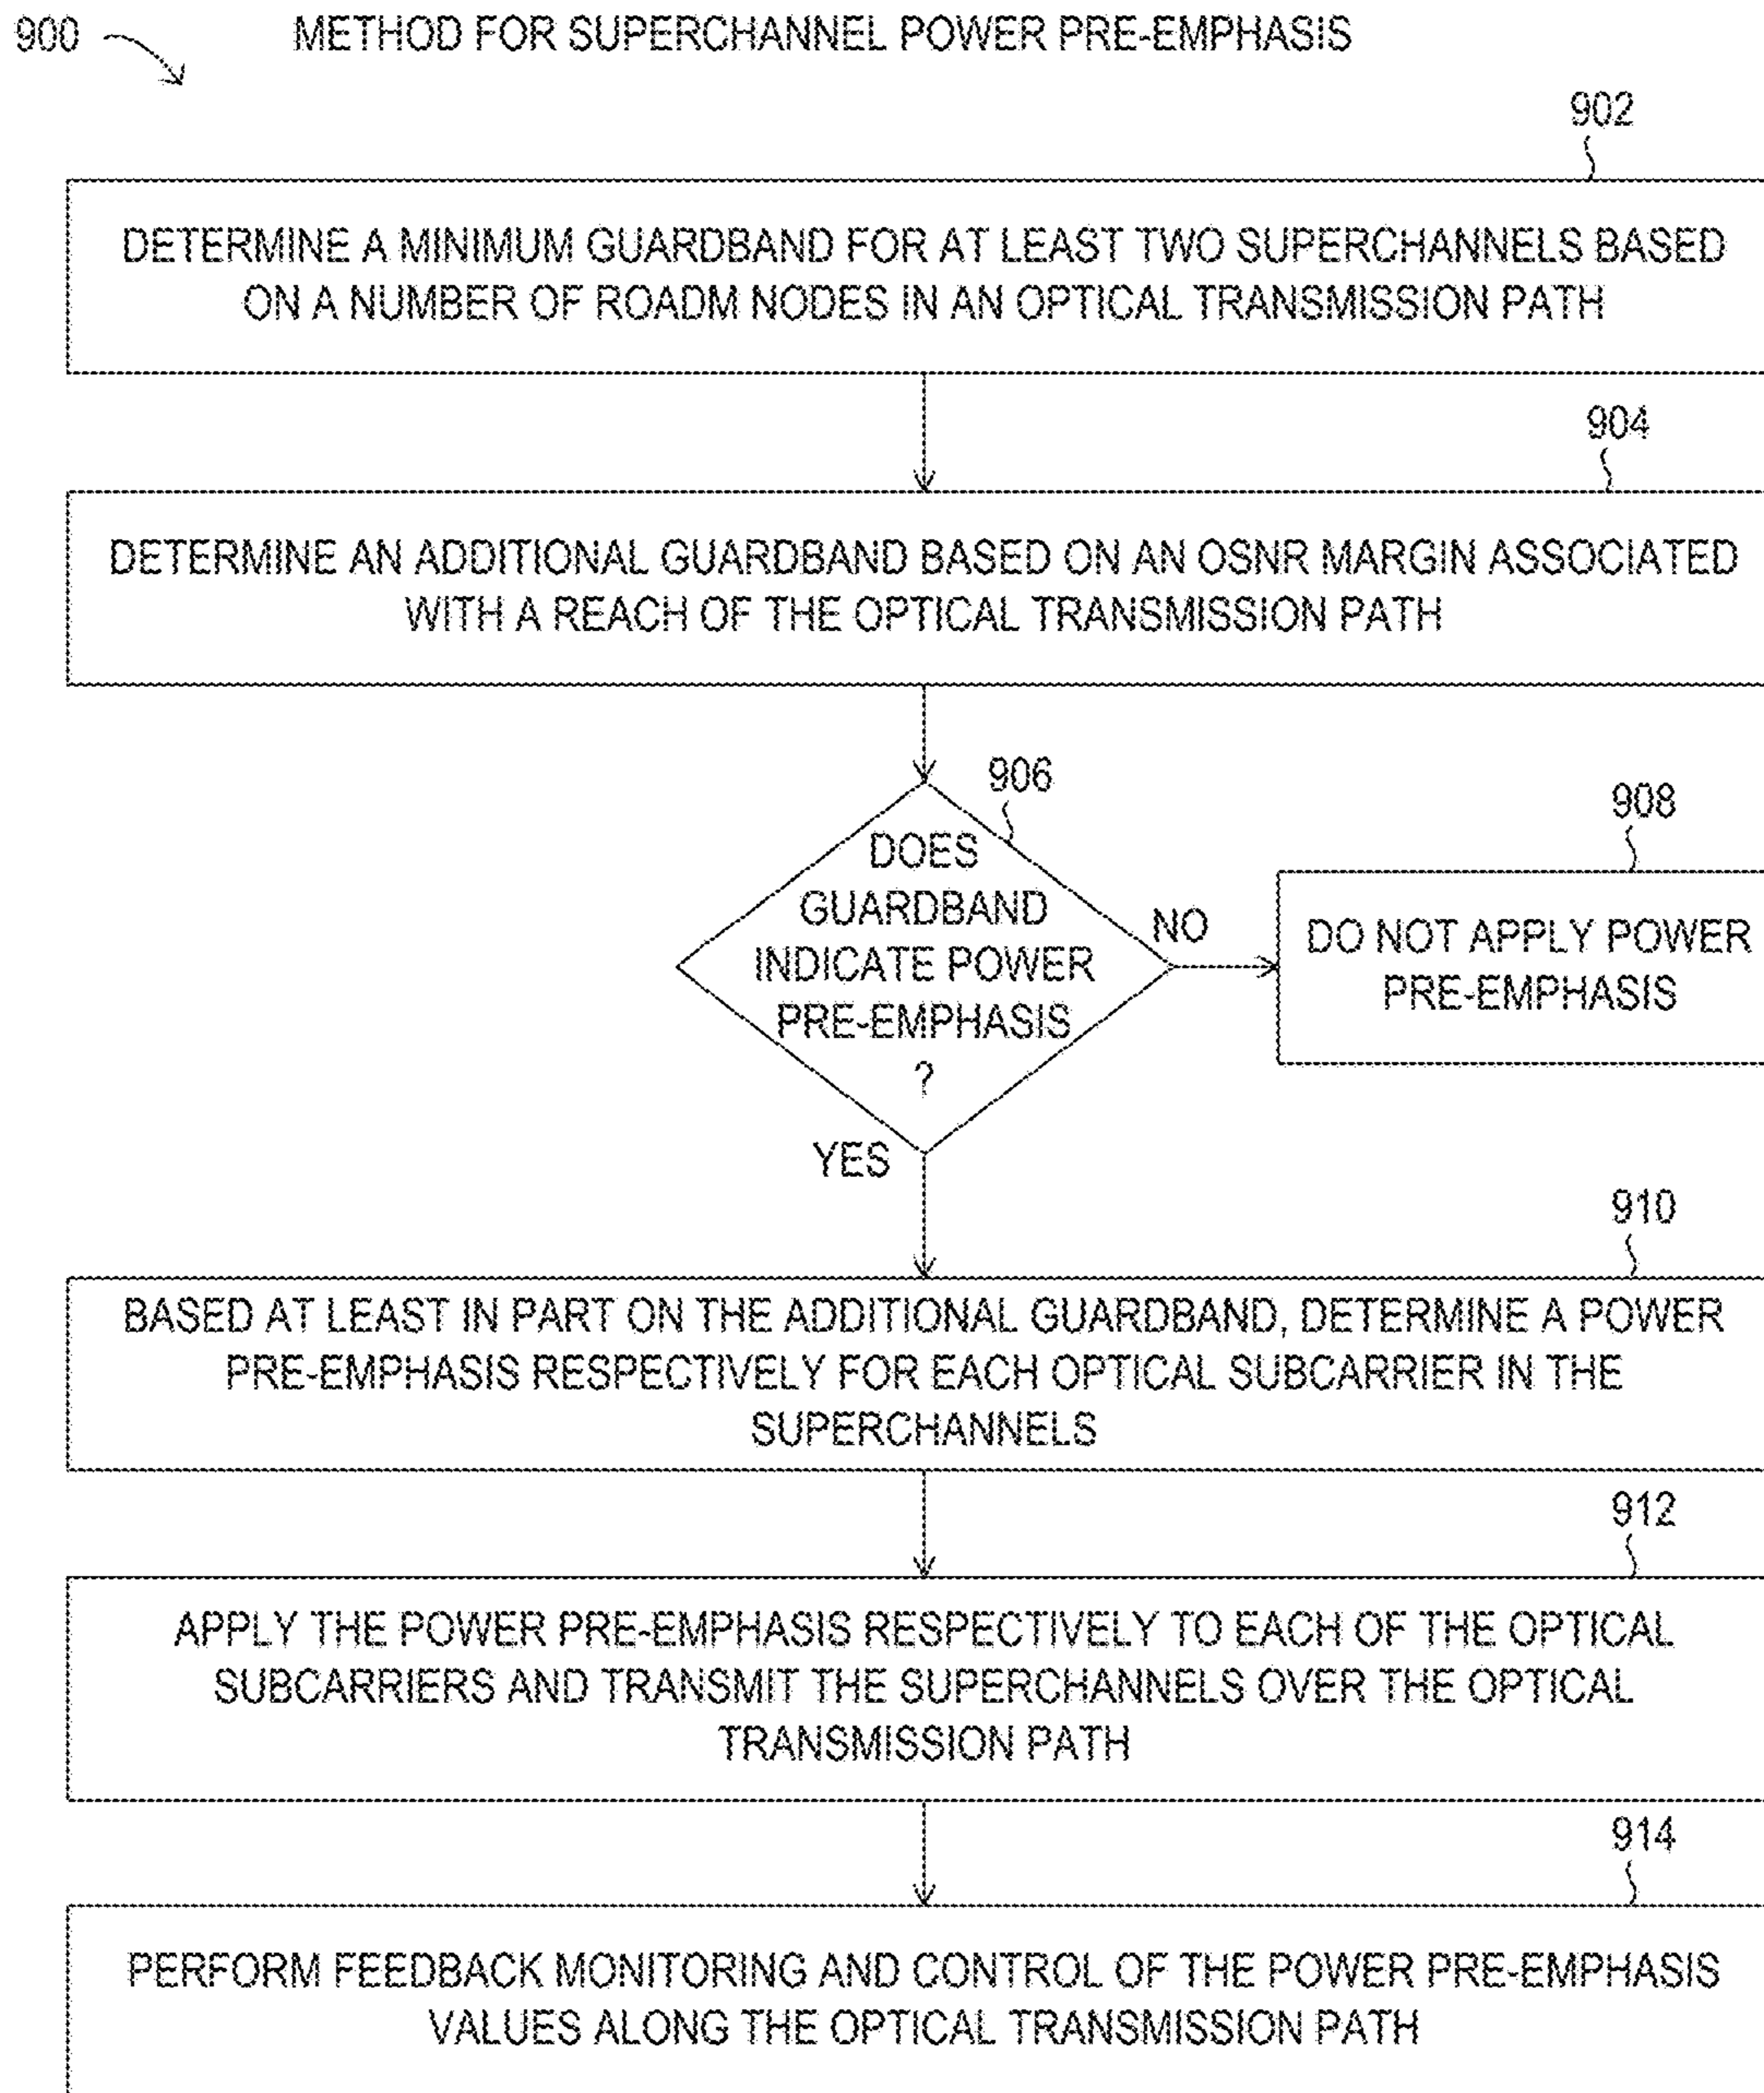 900
METHOD FOR SUPERCHANNEL POWER PRE-EMPHASIS
902
DETERMINE A MINIMUM GUARDBAND FOR AT LEAST TWO SUPERCHANNELS BASED
ON A NUMBER OF ROADM NODES IN AN OPTICAL TRANSMISSION PATH
904
DETERMINE AN ADDITIONAL GUARDBAND BASED ON AN OSNR MARGIN ASSOCIATED
WITH A REACH OF THE OPTICAL TRANSMISSION PATH
906
DOES
GUARDBAND
INDICATE POWER
PRE-EMPHASIS
?
NO
908
DO NOT APPLY POWER
PRE-EMPHASIS
YES
910
BASED AT LEAST IN PART ON THE ADDITIONAL GUARDBAND, DETERMINE A POWER
PRE-EMPHASIS RESPECTIVELY FOR EACH OPTICAL SUBCARRIER IN THE
SUPERCHANNELS
912
APPLY THE POWER PRE-EMPHASIS RESPECTIVELY TO EACH OF THE OPTICAL
SUBCARRIERS AND TRANSMIT THE SUPERCHANNELS OVER THE OPTICAL
TRANSMISSION PATH
914
PERFORM FEEDBACK MONITORING AND CONTROL OF THE POWER PRE-EMPHASIS
VALUES ALONG THE OPTICAL TRANSMISSION PATH